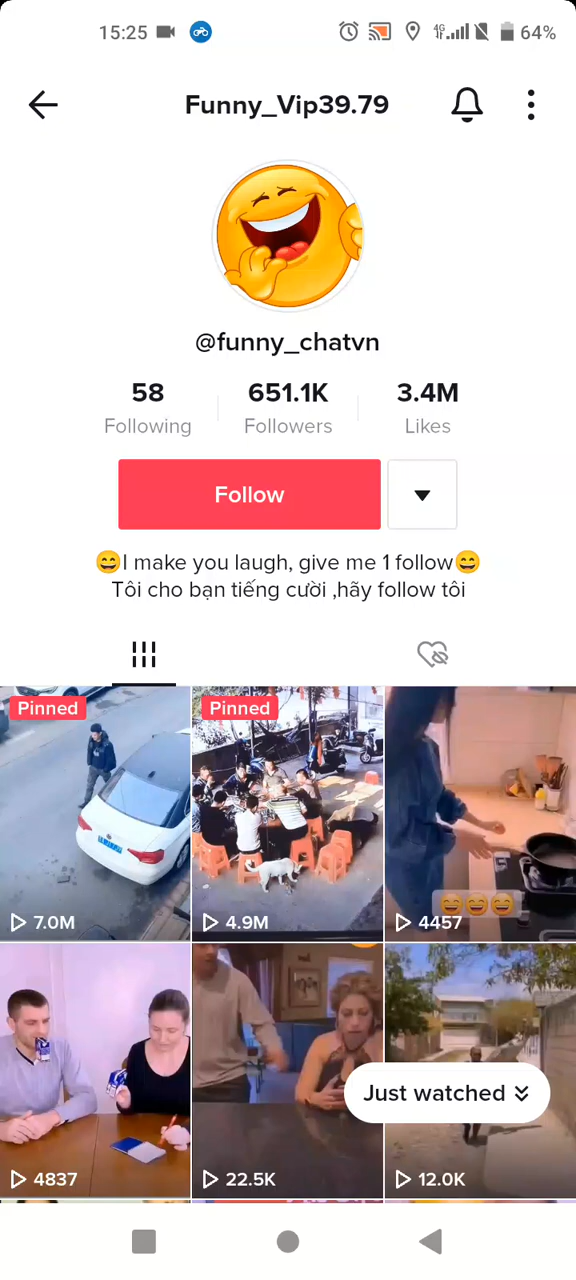 15:25
4G
64%
Funny_Vip39.79
@funny_chatvn
58
651.1K
3.4M
Following
Followers
Likes
Follow
😄I make you laugh, give me 1 follow😄
Tôi cho bạn tiếng cười ,hãy follow tôi
Pinned
Pinned
7.0M
4.9M
4457
Just watched
4837
22.5K
12.0K